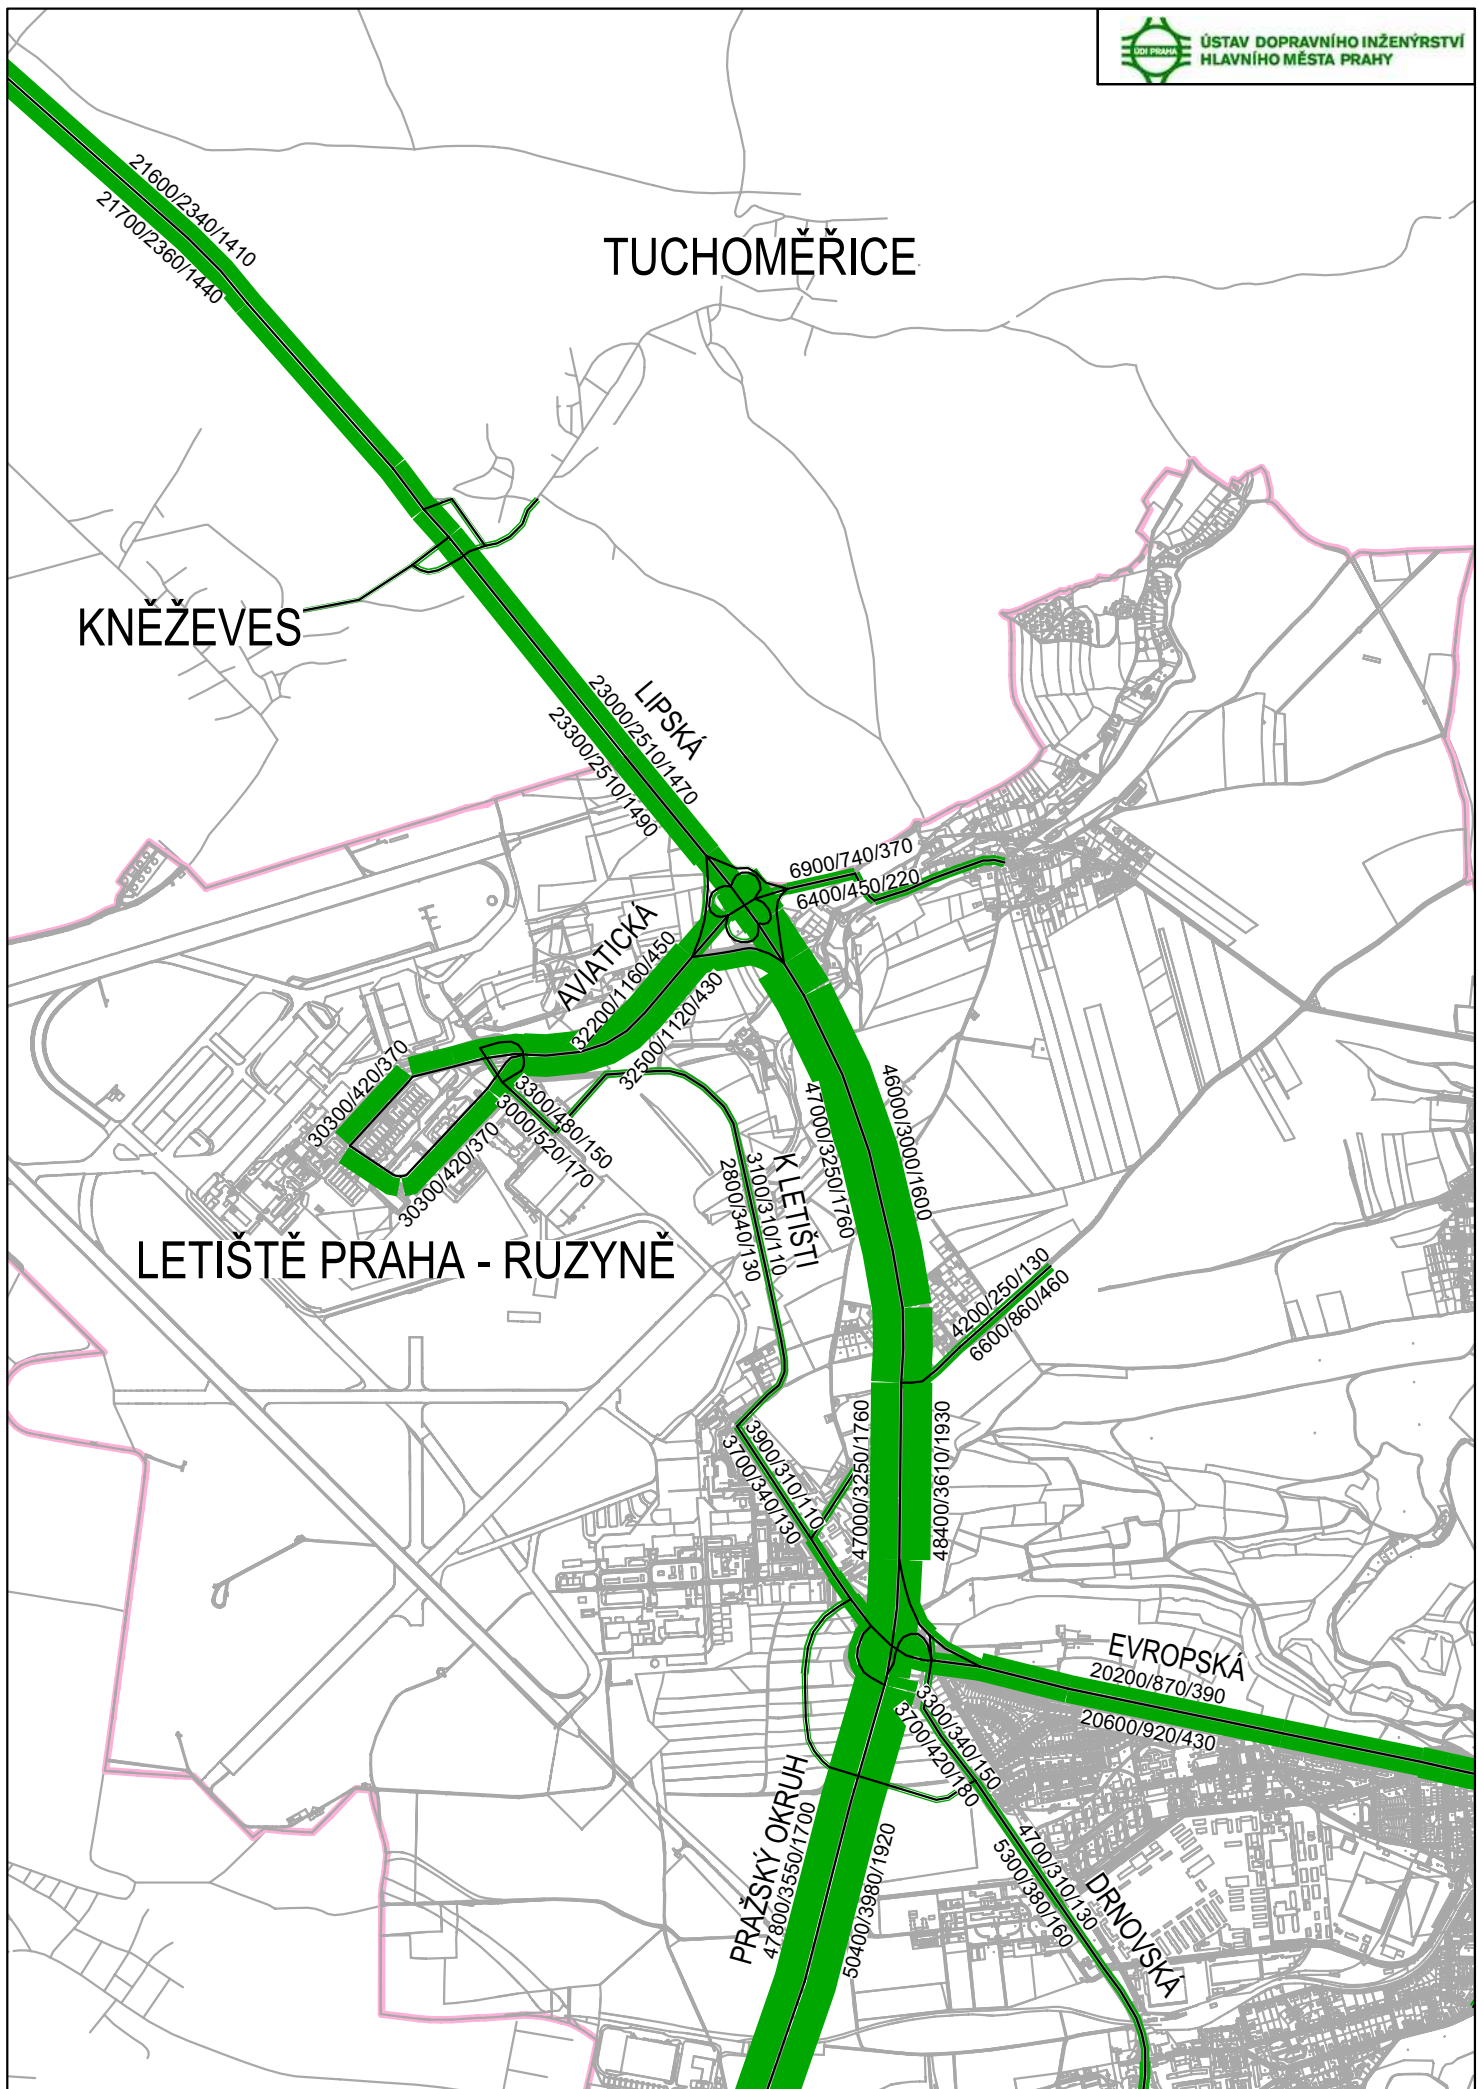 ÚSTAV DOPRAVNÍHO INŽENÝRSTVÍ
HLAVNÍHO MĚSTA PRAHY
ÚDI PRAHA
21600/2340/1410
21700/2360/1440
TUCHOMĚŘICE
KNĚŽEVES
LIPSKÁ
23000/2510/1470
23300/2510/1490
6900/740/370
6400/450/220
AVIATICKÁ
32200/1160/450
32500/1120/430
30300/420/370
3300/480/150
3000/520/170
30300/420/370
46000/3000/1600
47000/3250/1760
K LETIŠTI
3100/310/110
2800/340/130
LETIŠTĚ PRAHA - RUZYNĚ
4200/250/130
6600/860/460
3900/310/110
3700/340/130
47000/3250/1760
48400/3610/1930
EVROPSKÁ
20200/870/390
20600/920/430
3300/340/150
3700/420/180
PRAŽSKÝ OKRUH
47800/3550/1700
50400/3980/1920
4700/310/130
5300/380/160
DRNOVSKÁ